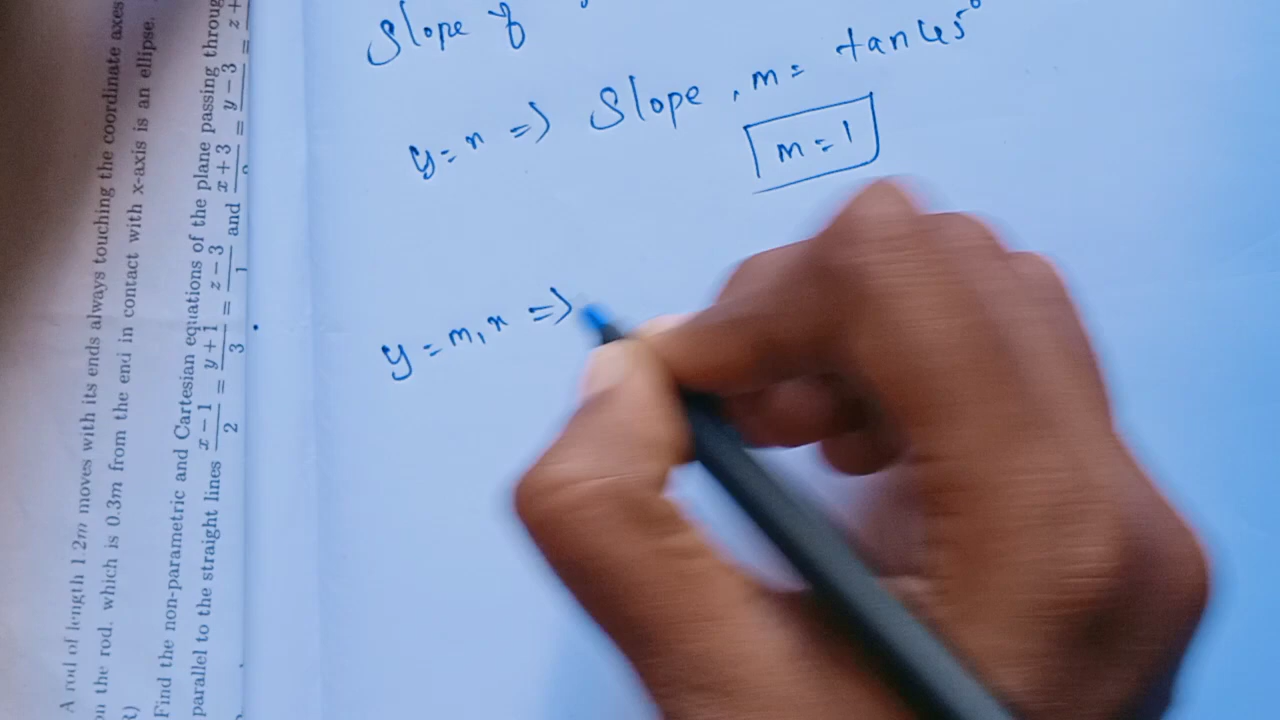 Slope of
y = x => Slope, m = tan45°
m = 1
y = m₁x =>
A rod of length 1.2m moves with its ends always touching the coordinate axes
on the rod, which is 0.3m from the end in contact with x-axis is an ellipse.
Find the non-parametric and Cartesian equations of the plane passing throug
parallel to the straight lines (x − 1)/2 = (y + 1)/3 = (z − 3)/1 and x + 3 = y − 3 = z +